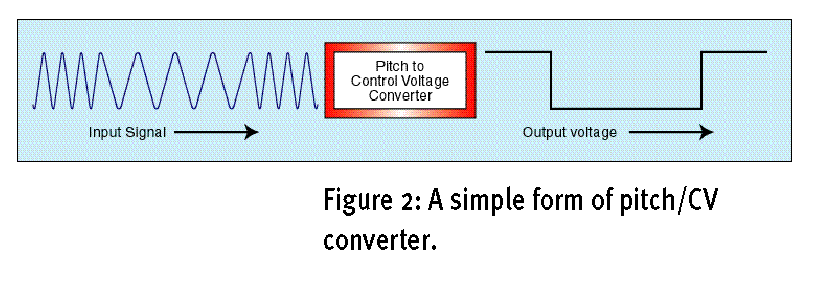 Pitch to
Control Voltage
Converter
Input Signal
Output voltage
Figure 2: A simple form of pitch/CV
converter.